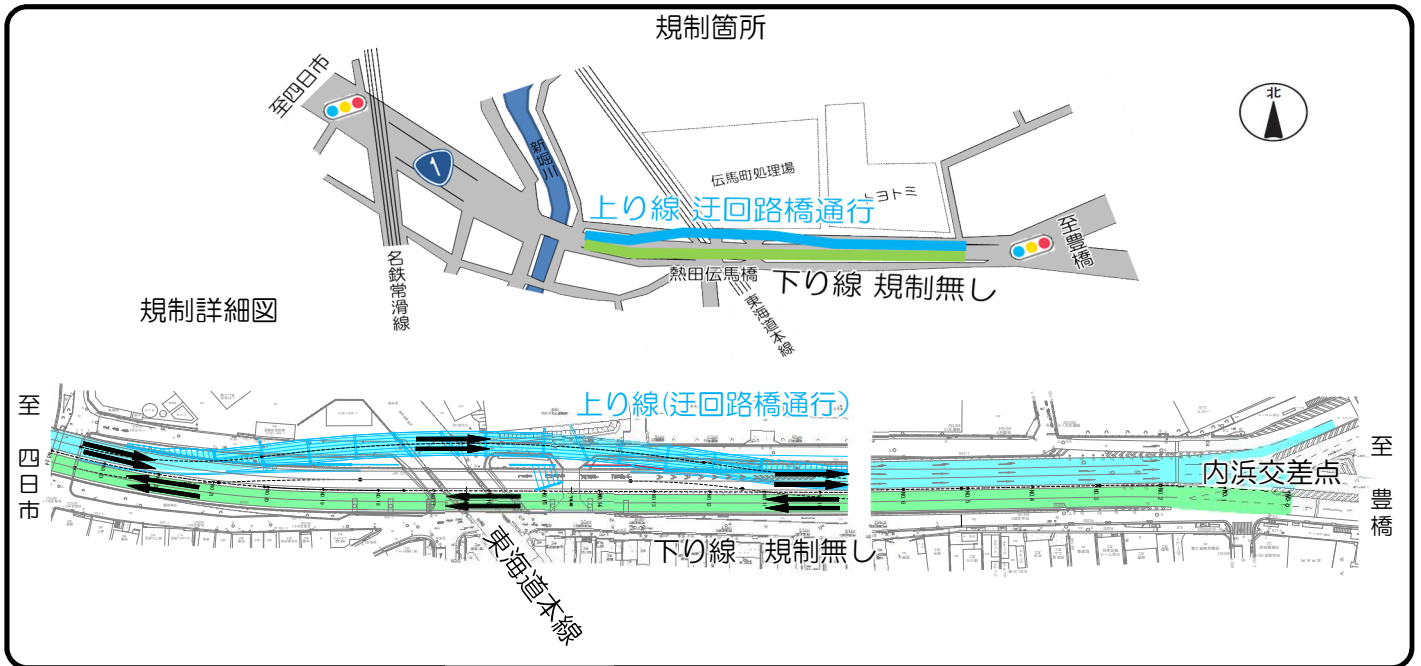 規制箇所
至四日市
北
1
新堀川
伝馬町処理場
トヨトミ
上り線 迂回路橋通行
至豊橋
熱田伝馬橋
下り線 規制無し
名鉄常滑線
東海道本線
規制詳細図
上り線(迂回路橋通行)
至四日市
至豊橋
内浜交差点
下り線 規制無し
東海道本線